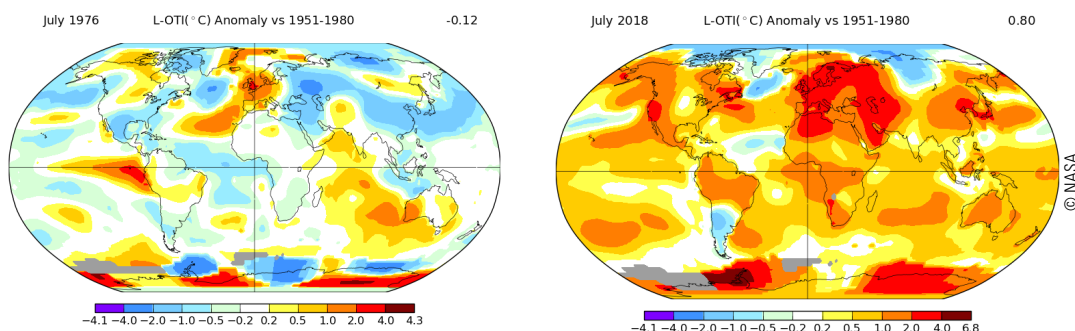 July 1976 L-OTI(°C) Anomaly vs 1951-1980 -0.12
−4.1 −4.0 −2.0 −1.0 −0.5 −0.2 0.2 0.5 1.0 2.0 4.0 4.3
July 2018 L-OTI(°C) Anomaly vs 1951-1980 0.80
−4.1 −4.0 −2.0 −1.0 −0.5 −0.2 0.2 0.5 1.0 2.0 4.0 6.8
© NASA